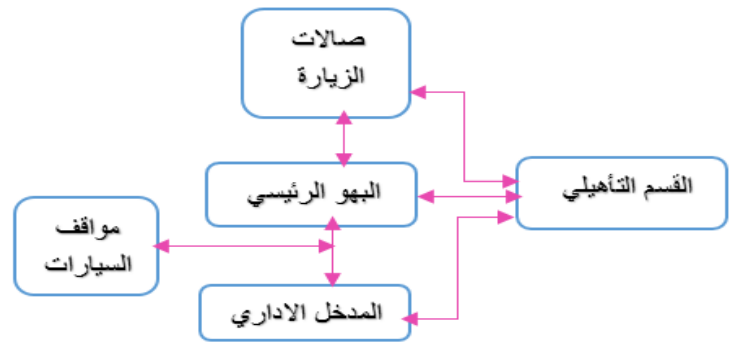 صالات
الزيارة
البهو الرئيسي
القسم التأهيلي
مواقف
السيارات
المدخل الاداري